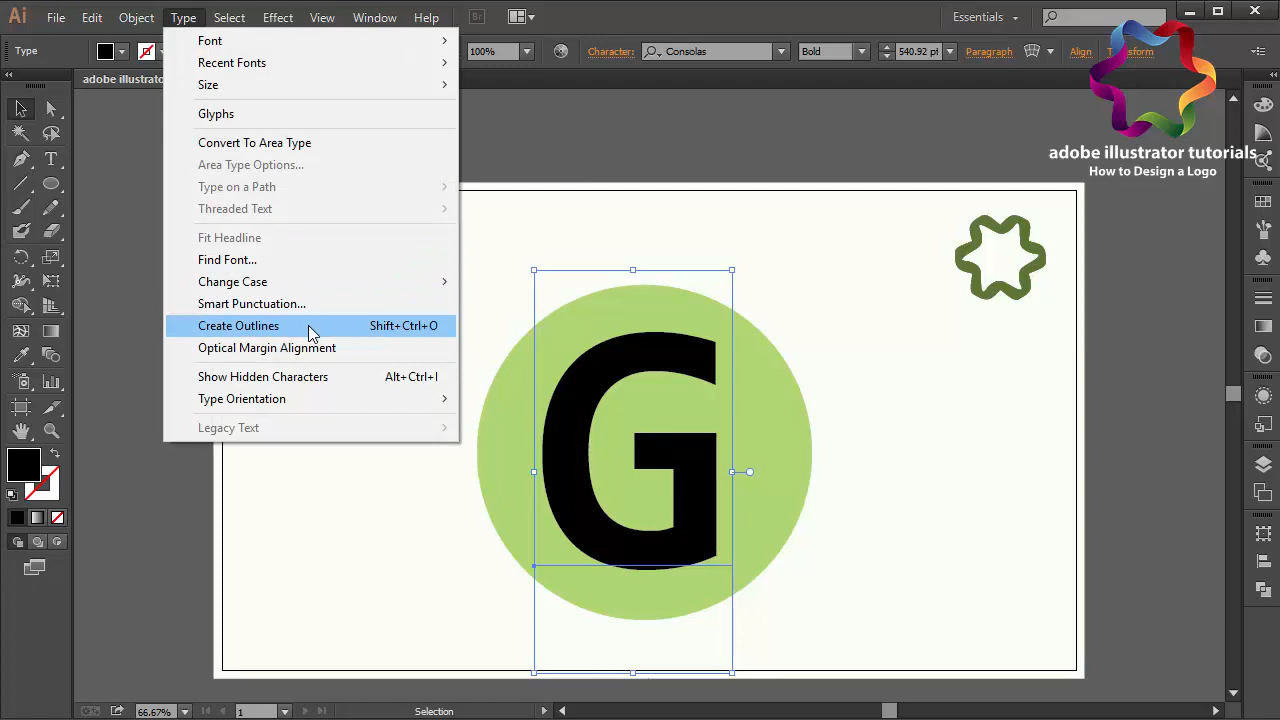 Ai File Edit Object Type Select Effect View Window Help Br Essentials
Type 100% Character: Consolas Bold 540.92 pt Paragraph Align Transform
adobe illustrator
Font
Recent Fonts
Size
Glyphs
Convert To Area Type
Area Type Options...
Type on a Path
Threaded Text
Fit Headline
Find Font...
Change Case
Smart Punctuation...
Create Outlines Shift+Ctrl+O
Optical Margin Alignment
Show Hidden Characters Alt+Ctrl+I
Type Orientation
Legacy Text
adobe illustrator tutorials
How to Design a Logo
G
66.67% 1 Selection